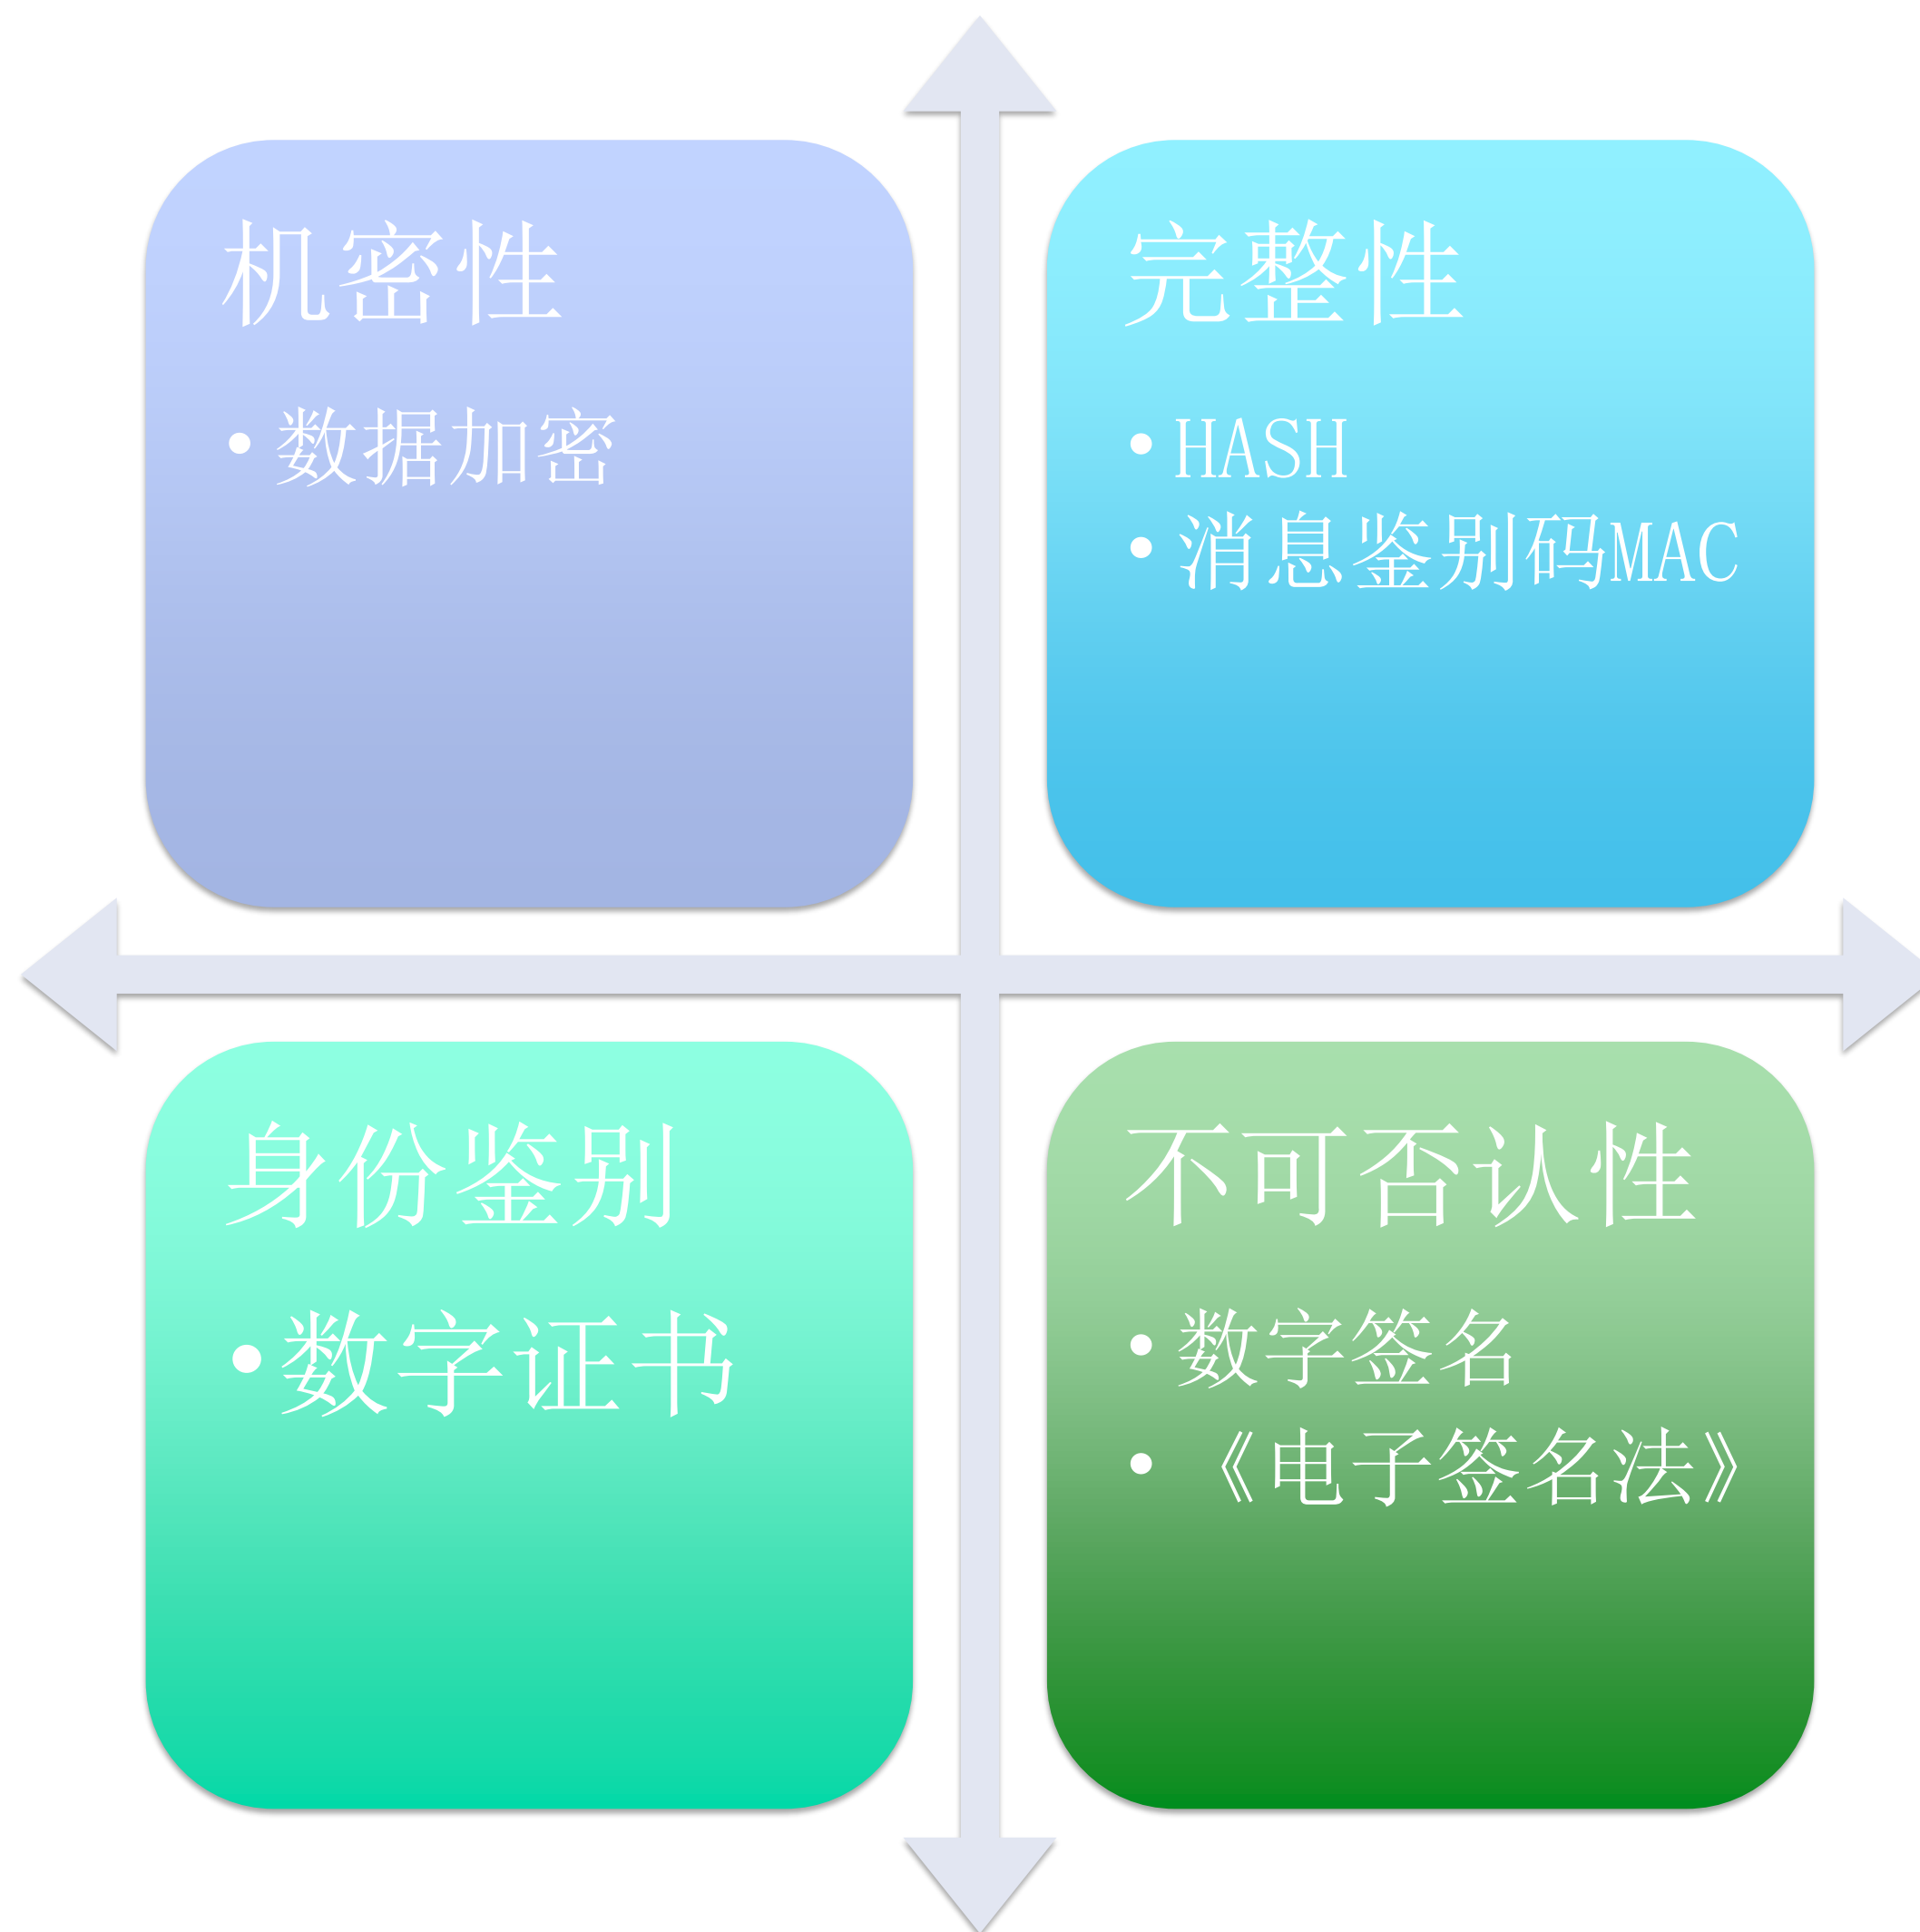 机密性
• 数据加密
完整性
• HASH
• 消息鉴别码MAC
身份鉴别
• 数字证书
不可否认性
• 数字签名
• 《电子签名法》